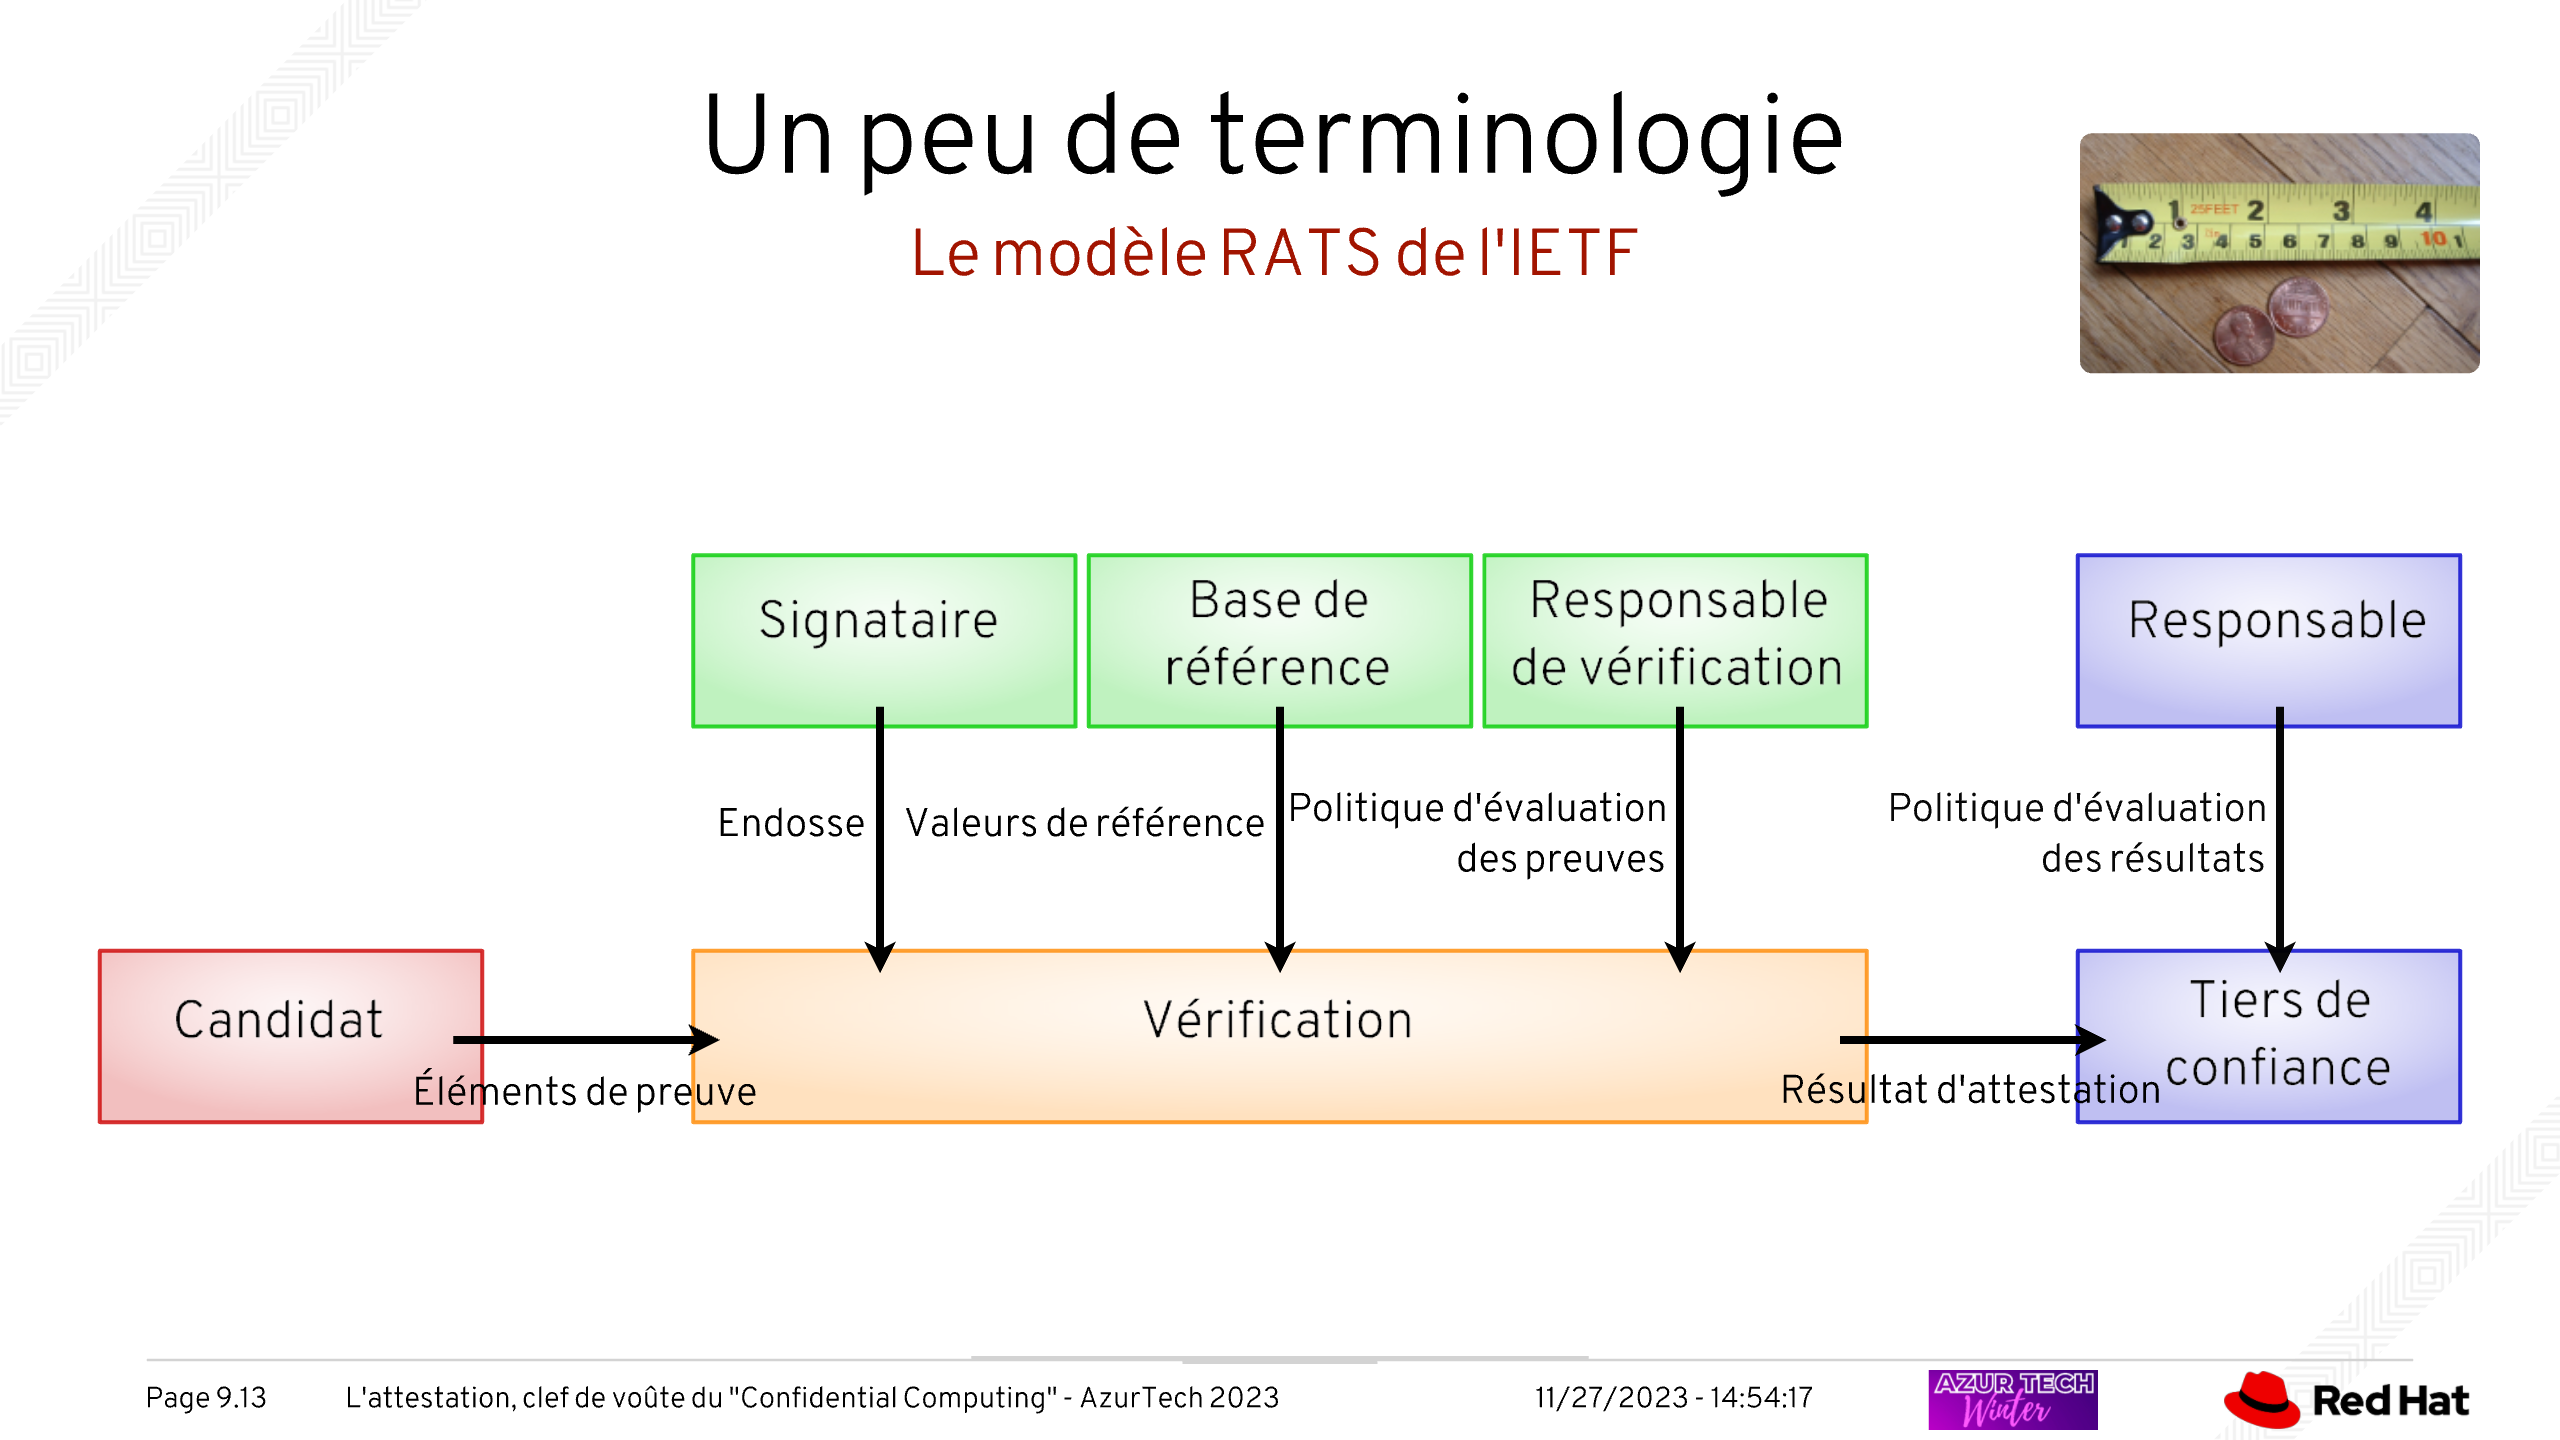 Un peu de terminologie
Le modèle RATS de l'IETF
1 25FEET 2 3 4
1 2 3 4 5 6 7 8 9 10 1
Signataire
Base de
référence
Responsable
de vérification
Responsable
Endosse
Valeurs de référence
Politique d'évaluation
des preuves
Politique d'évaluation
des résultats
Candidat
Éléments de preuve
Vérification
Résultat d'attestation
Tiers de
confiance
Page 9.13
L'attestation, clef de voûte du "Confidential Computing" - AzurTech 2023
11/27/2023 - 14:54:17
AZUR TECH
Winter
Red Hat